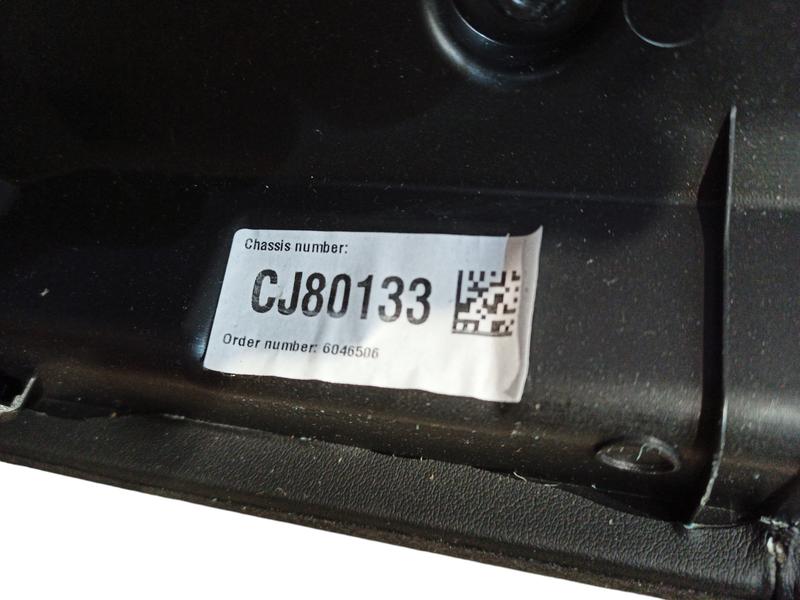 Chassis number:
CJ80133
Order number: 6046506